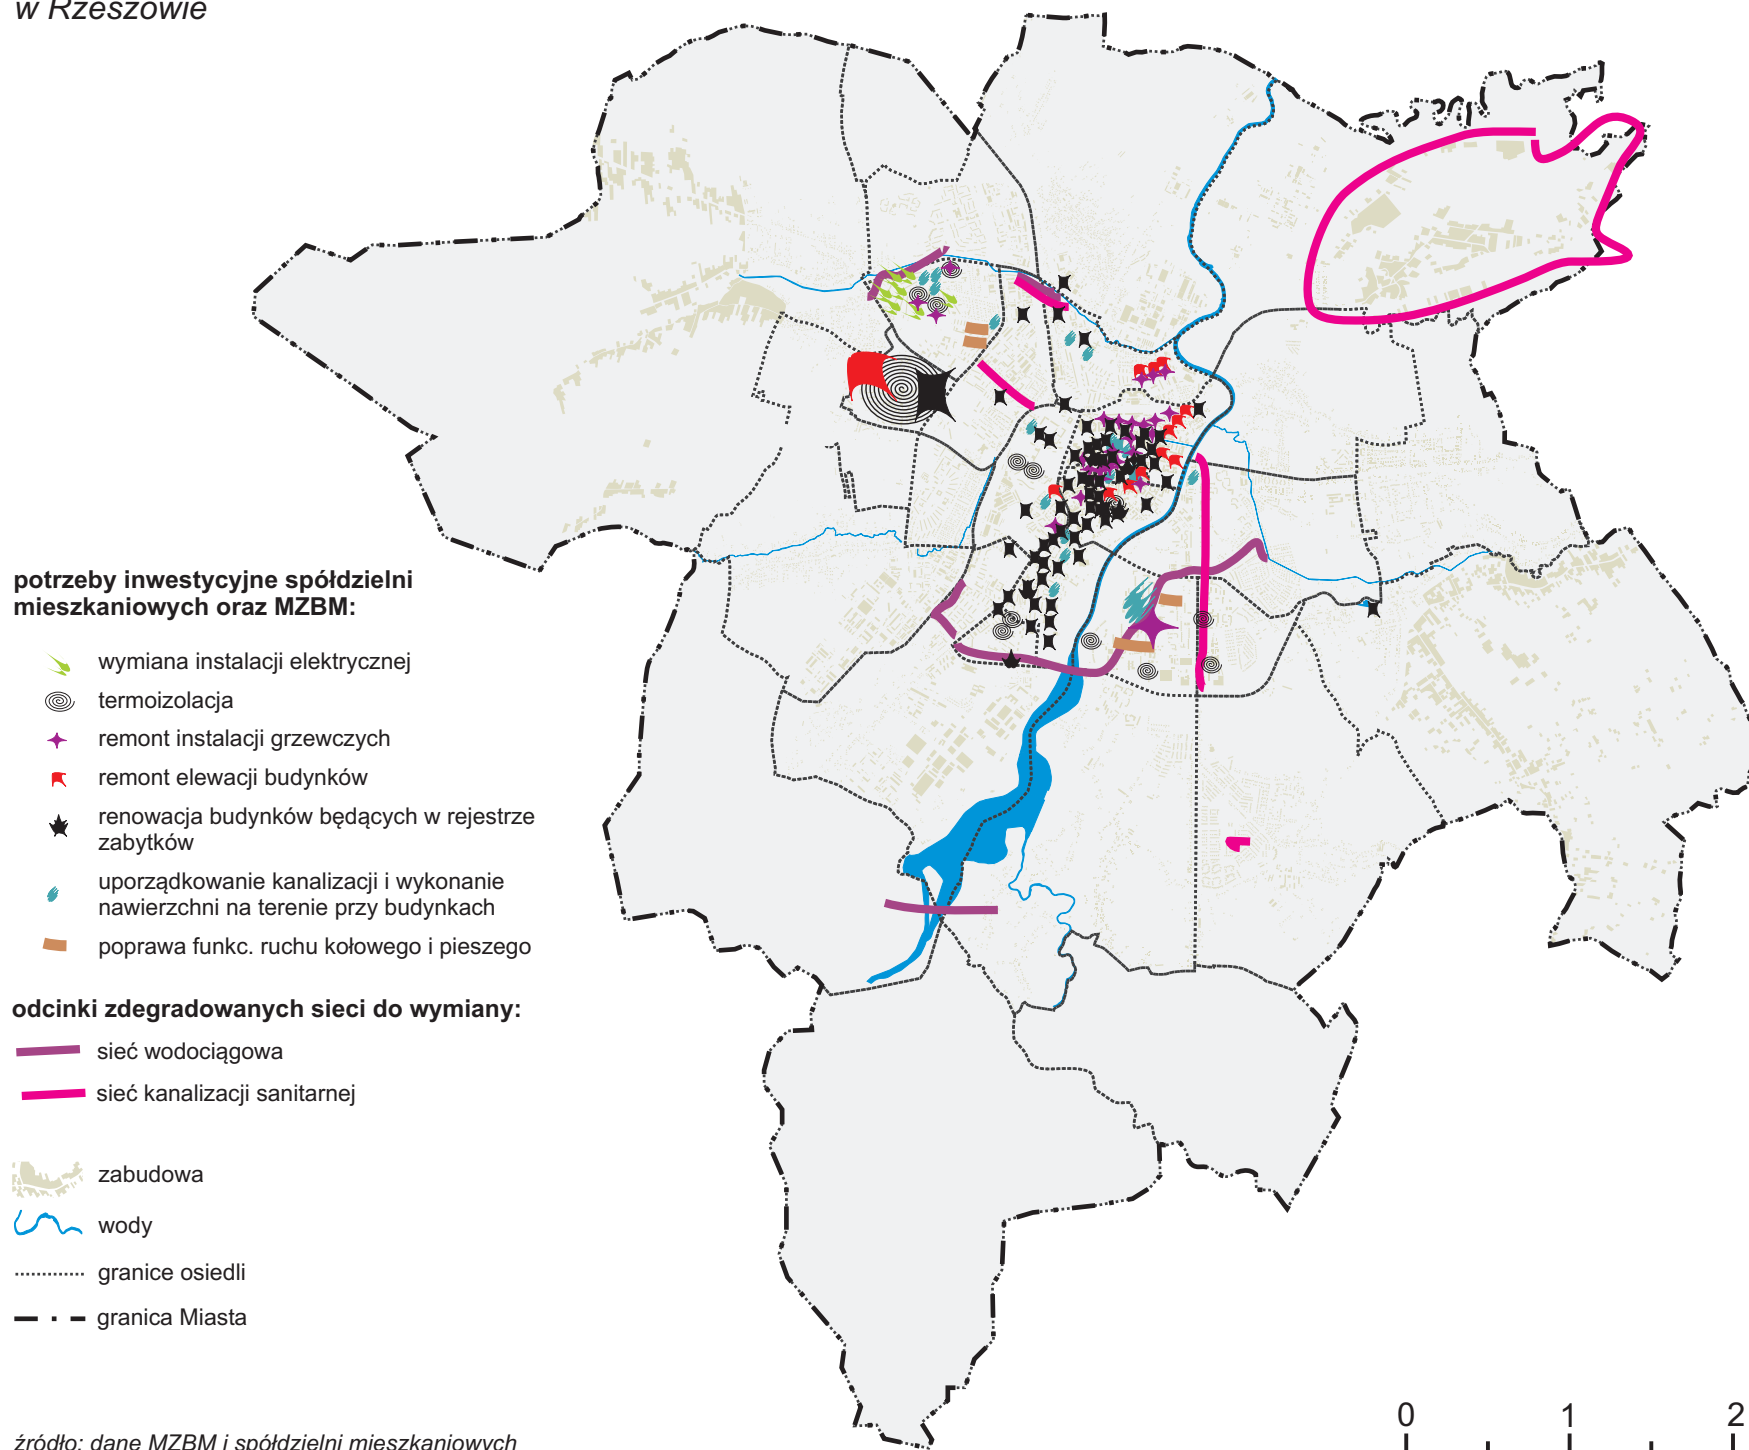 w Rzeszowie
potrzeby inwestycyjne spółdzielni
mieszkaniowych oraz MZBM:
wymiana instalacji elektrycznej
termoizolacja
remont instalacji grzewczych
remont elewacji budynków
renowacja budynków będących w rejestrze
zabytków
uporządkowanie kanalizacji i wykonanie
nawierzchni na terenie przy budynkach
poprawa funkc. ruchu kołowego i pieszego
odcinki zdegradowanych sieci do wymiany:
sieć wodociągowa
sieć kanalizacji sanitarnej
zabudowa
wody
granice osiedli
granica Miasta
0 1 2
źródło: dane MZBM i spółdzielni mieszkaniowych